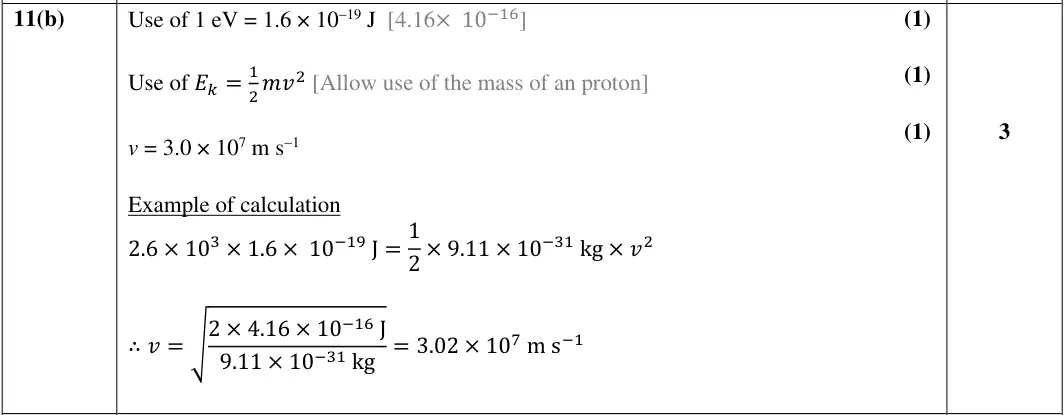 11(b) Use of 1 eV = 1.6 × 10⁻¹⁹ J [4.16× 10⁻¹⁶] (1)
Use of 𝐸ₖ = ½𝑚𝑣² [Allow use of the mass of an proton] (1)
v = 3.0 × 10⁷ m s⁻¹ (1) 3
Example of calculation
2.6 × 10³ × 1.6 × 10⁻¹⁹ J = 1/2 × 9.11 × 10⁻³¹ kg × 𝑣²
∴ 𝑣 = √(2 × 4.16 × 10⁻¹⁶ J / 9.11 × 10⁻³¹ kg) = 3.02 × 10⁷ m s⁻¹